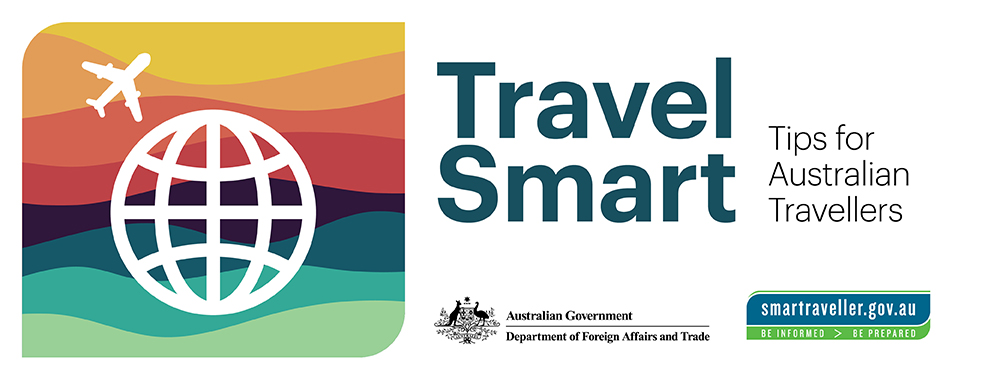 Travel
Smart
Tips for
Australian
Travellers
Australian Government
Department of Foreign Affairs and Trade
smartraveller.gov.au
BE INFORMED > BE PREPARED